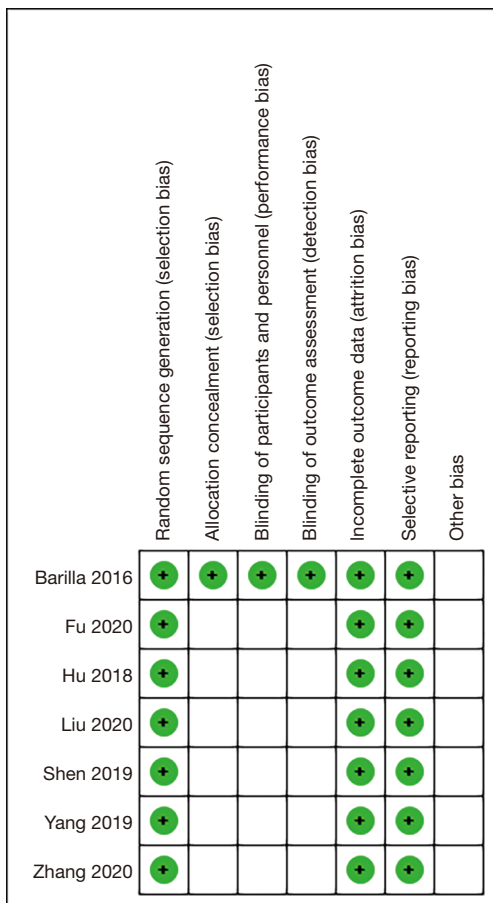 Random sequence generation (selection bias)
Allocation concealment (selection bias)
Blinding of participants and personnel (performance bias)
Blinding of outcome assessment (detection bias)
Incomplete outcome data (attrition bias)
Selective reporting (reporting bias)
Other bias
Barilla 2016 + + + + + +
Fu 2020 + + +
Hu 2018 + + +
Liu 2020 + + +
Shen 2019 + + +
Yang 2019 + + +
Zhang 2020 + + +